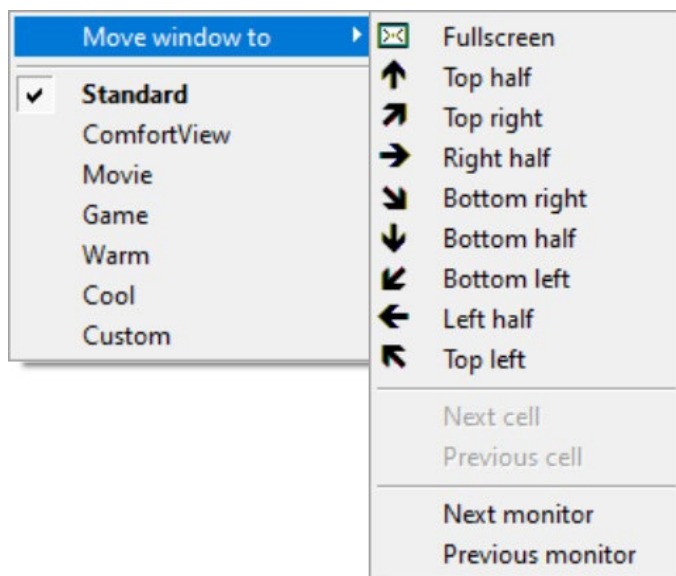 Move window to
Standard
ComfortView
Movie
Game
Warm
Cool
Custom
Fullscreen
Top half
Top right
Right half
Bottom right
Bottom half
Bottom left
Left half
Top left
Next cell
Previous cell
Next monitor
Previous monitor